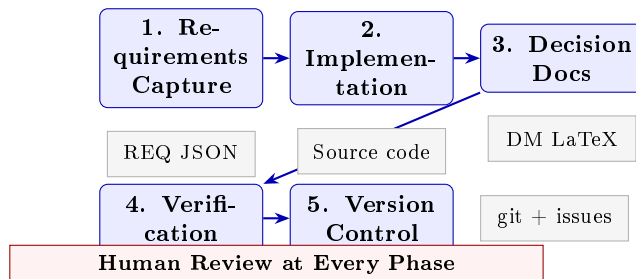 1. Re-
quirements
Capture
2.
Implemen-
tation
3. Decision
Docs
REQ JSON
Source code
DM LaTeX
4. Verifi-
cation
5. Version
Control
git + issues
Human Review at Every Phase